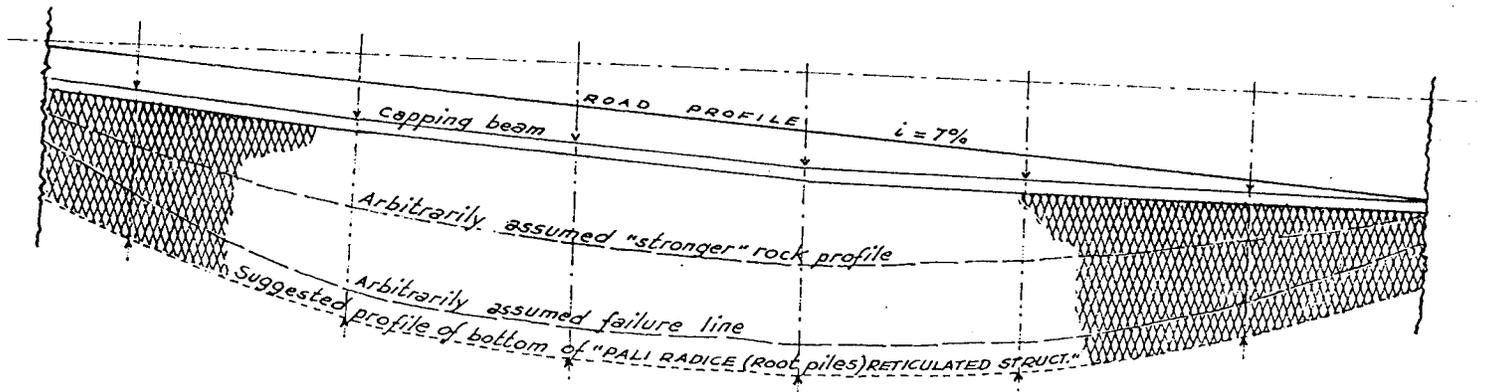 ROAD PROFILE
i = 7%
capping beam
Arbitrarily assumed "stronger" rock profile
Arbitrarily assumed failure line
Suggested profile of bottom of "PALI RADICE (Root piles) RETICULATED STRUCT."